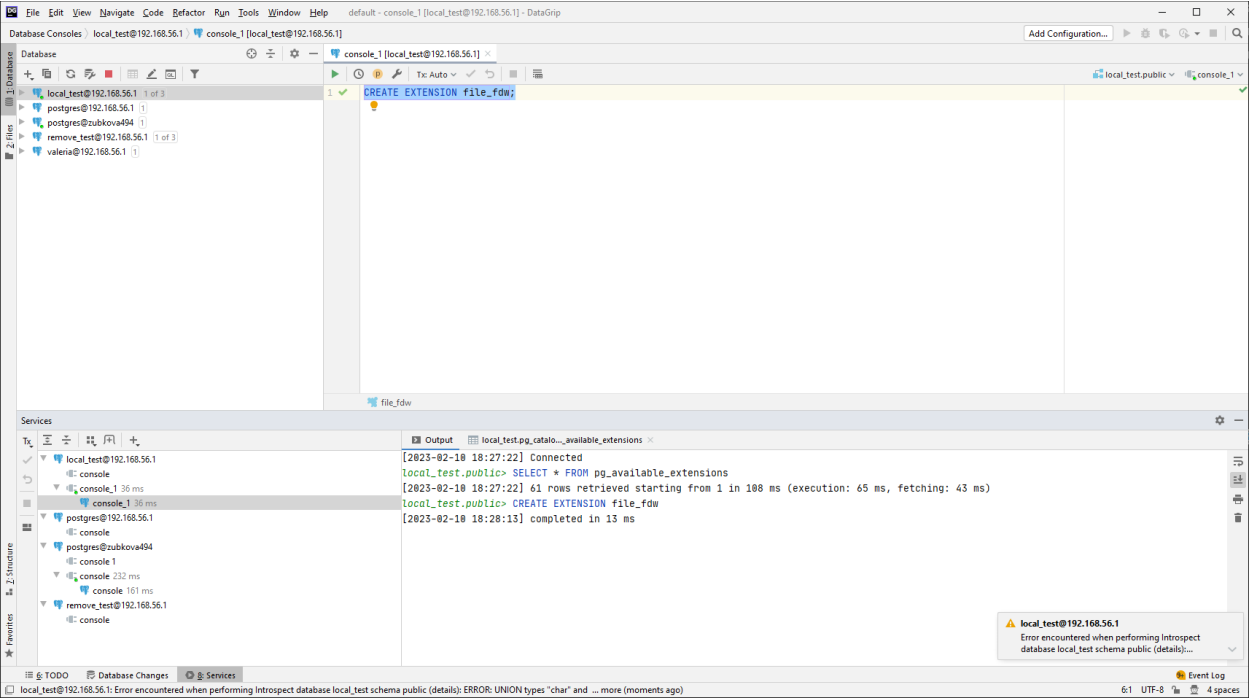 File Edit View Navigate Code Refactor Run Tools Window Help default - console_1 [local_test@192.168.56.1] - DataGrip
Database Consoles local_test@192.168.56.1 console_1 [local_test@192.168.56.1] Add Configuration...
Database console_1 [local_test@192.168.56.1]
Tx: Auto local_test.public console_1
1: Database
2: Files
local_test@192.168.56.1 1 of 3
postgres@192.168.56.1 1
postgres@zubkova494 1
remove_test@192.168.56.1 1 of 3
valeria@192.168.56.1 1
1 CREATE EXTENSION file_fdw;
file_fdw
Services
Tx
local_test@192.168.56.1
console
console_1 36 ms
console_1 36 ms
postgres@192.168.56.1
console
postgres@zubkova494
console 1
console 232 ms
console 161 ms
remove_test@192.168.56.1
console
Output local_test.pg_catalo..._available_extensions
[2023-02-10 18:27:22] Connected
local_test.public> SELECT * FROM pg_available_extensions
[2023-02-10 18:27:22] 61 rows retrieved starting from 1 in 108 ms (execution: 65 ms, fetching: 43 ms)
local_test.public> CREATE EXTENSION file_fdw
[2023-02-10 18:28:13] completed in 13 ms
7: Structure
Favorites
local_test@192.168.56.1
Error encountered when performing Introspect
database local_test schema public (details):...
6: TODO Database Changes 8: Services Event Log
local_test@192.168.56.1: Error encountered when performing Introspect database local_test schema public (details): ERROR: UNION types "char" and ... more (moments ago) 6:1 UTF-8 4 spaces